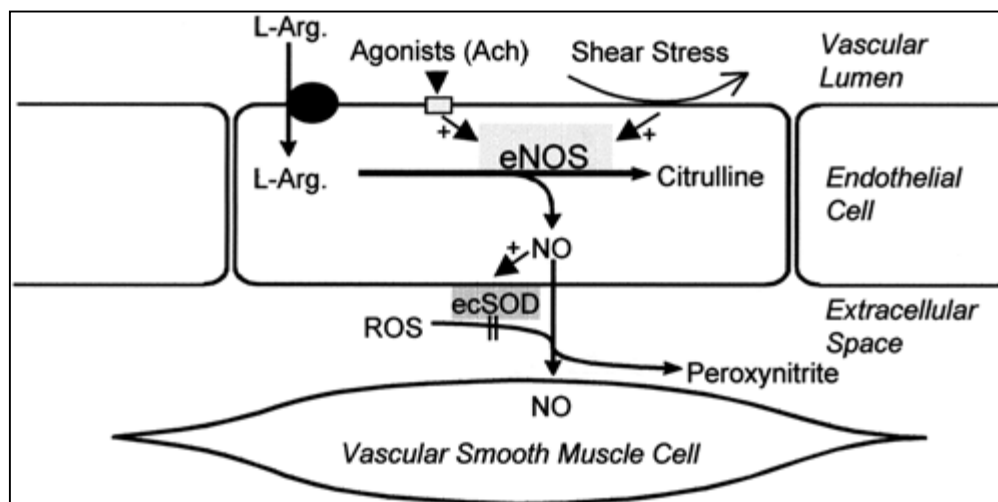 L-Arg.
Agonists (Ach)
Shear Stress
Vascular
Lumen
+
+
eNOS
L-Arg.
Citrulline
Endothelial
Cell
+
NO
ecSOD
ROS
Extracellular
Space
Peroxynitrite
NO
Vascular Smooth Muscle Cell